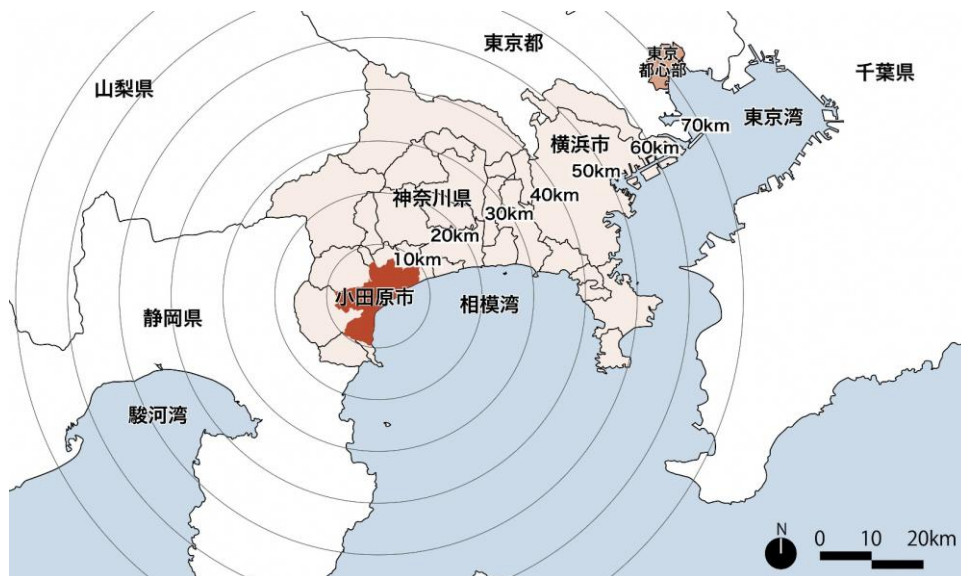 東京都
東京
都心部
千葉県
山梨県
東京湾
70km
横浜市
60km
50km
神奈川県
40km
30km
20km
10km
小田原市
相模湾
静岡県
駿河湾
N
0 10 20km